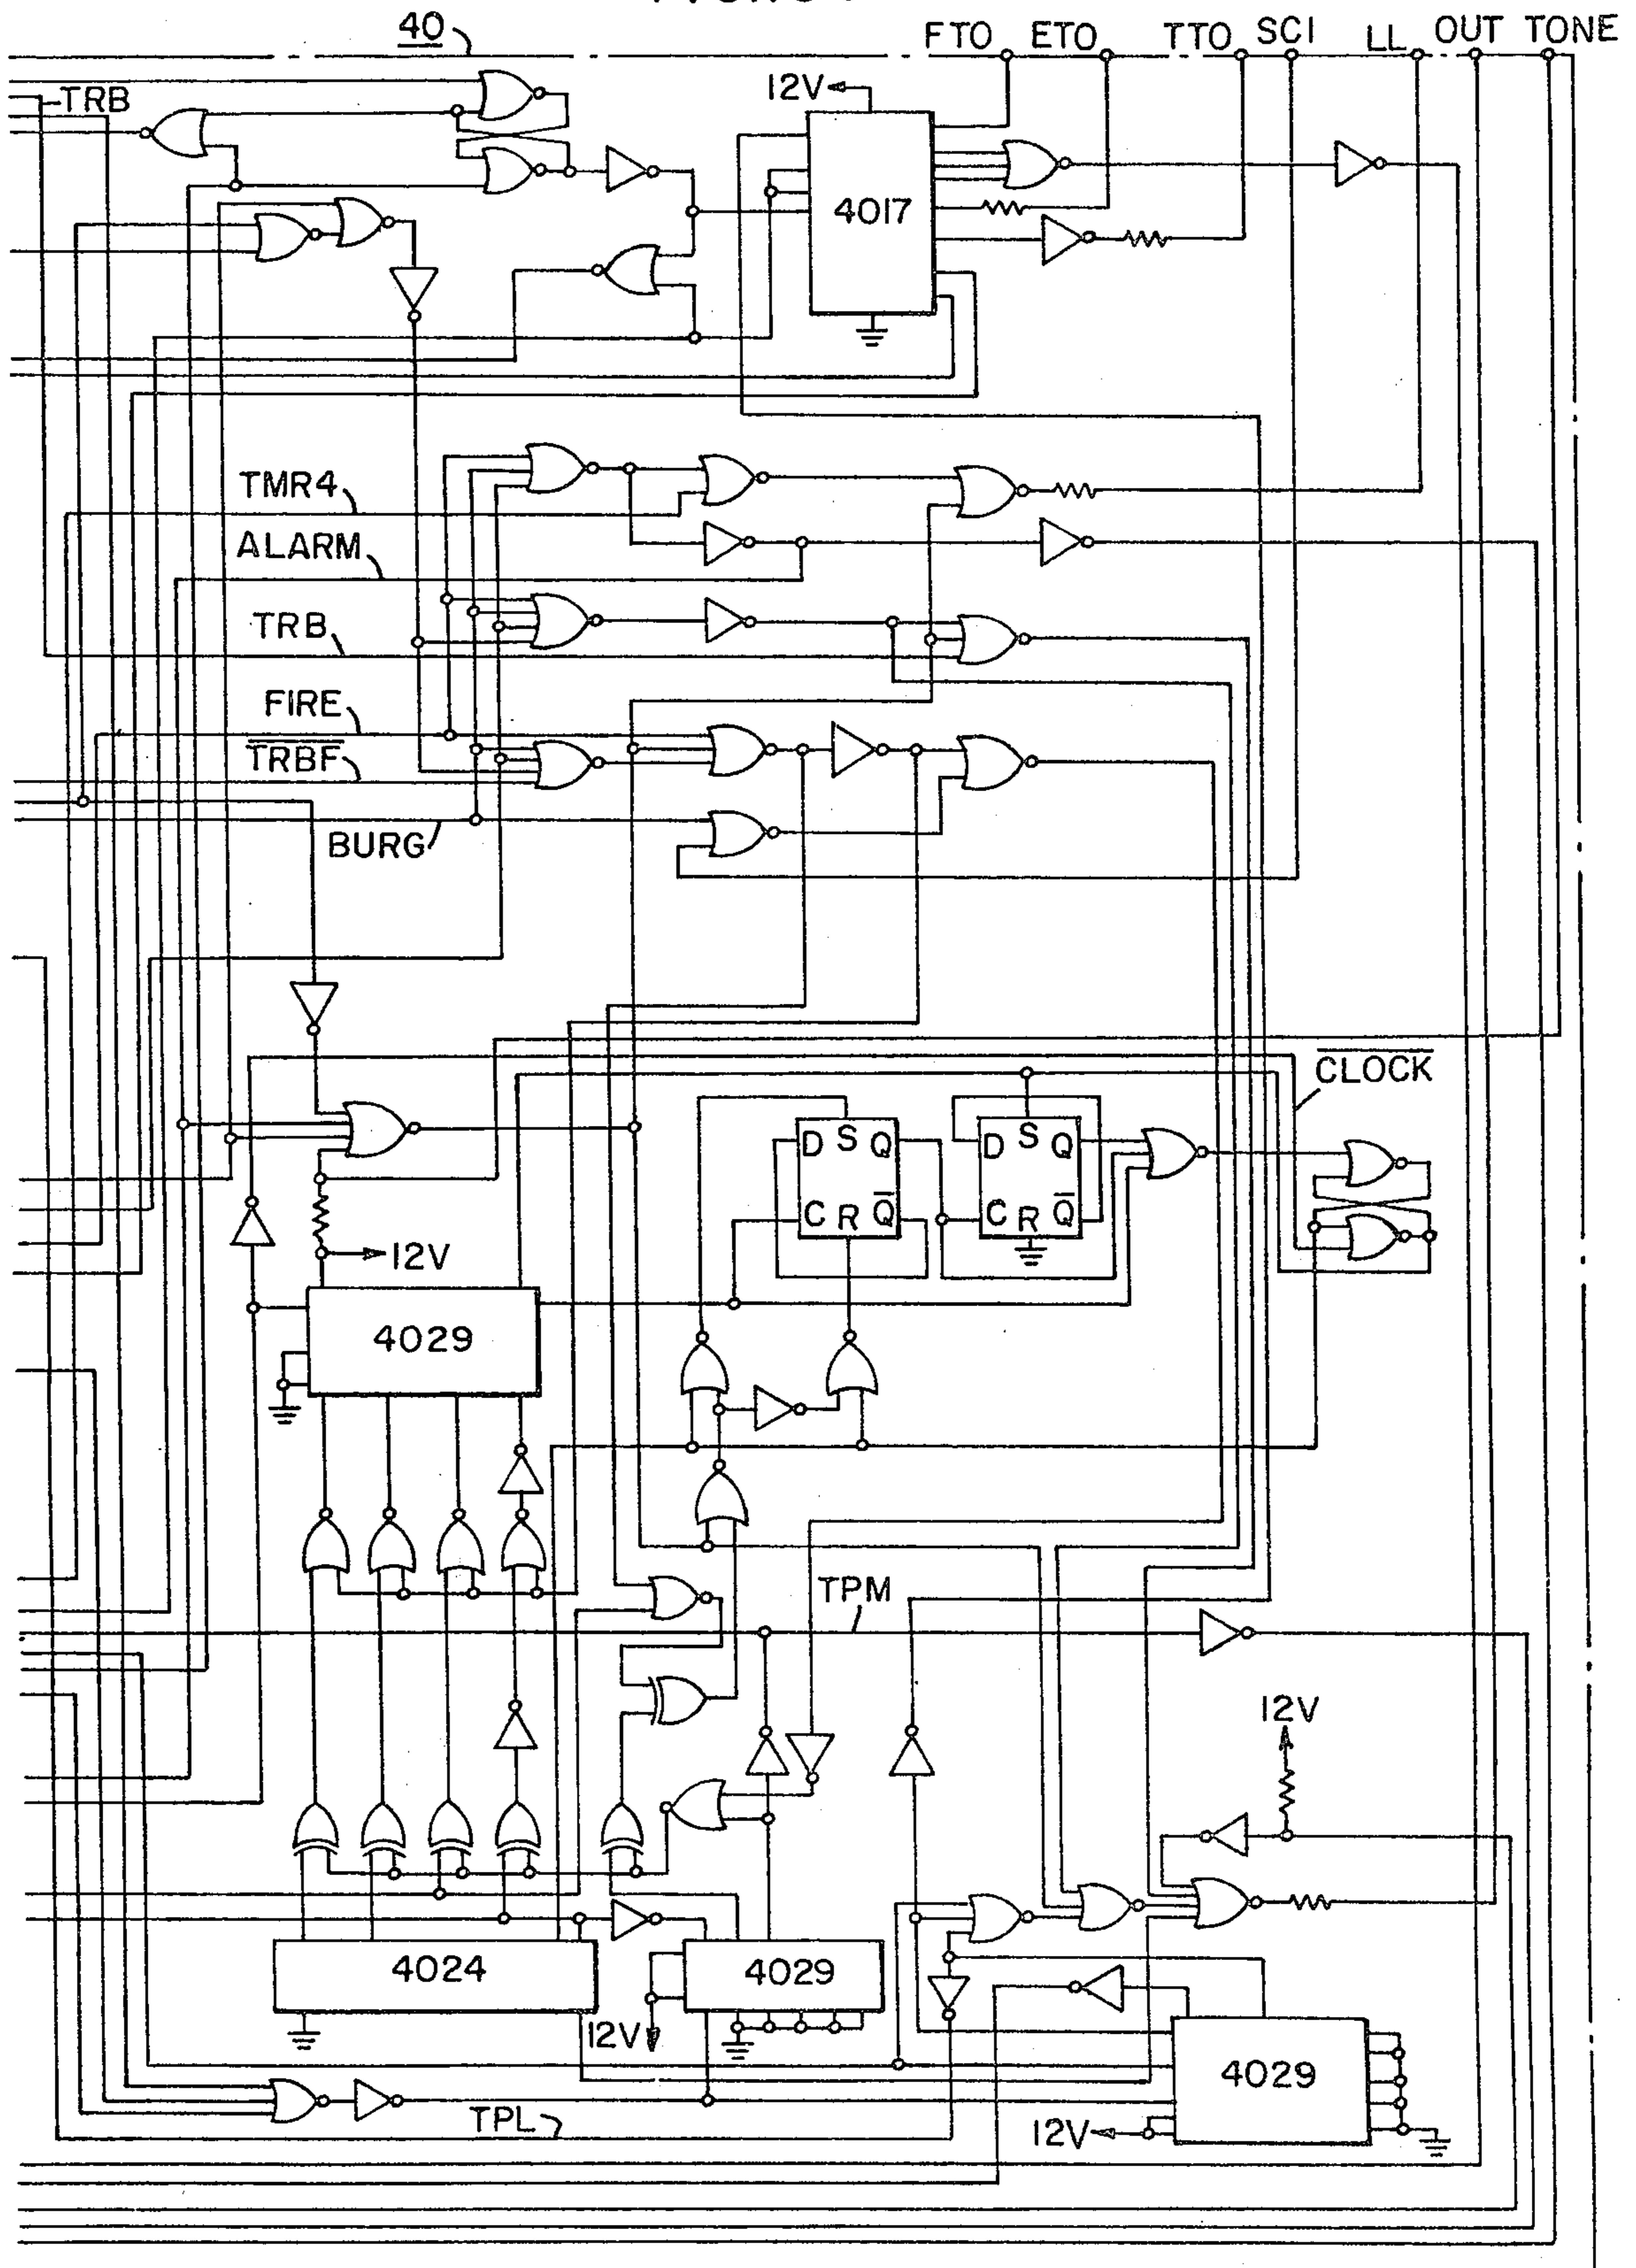 40
FTO ETO TTO SCI LL OUT TONE
TRB
12V
4017
TMR4
ALARM
TRB
FIRE
TRBF
BURG
CLOCK
D S Q
C R Q
D S Q
C R Q
12V
4029
TPM
12V
4024
4029
12V
4029
TPL
12V